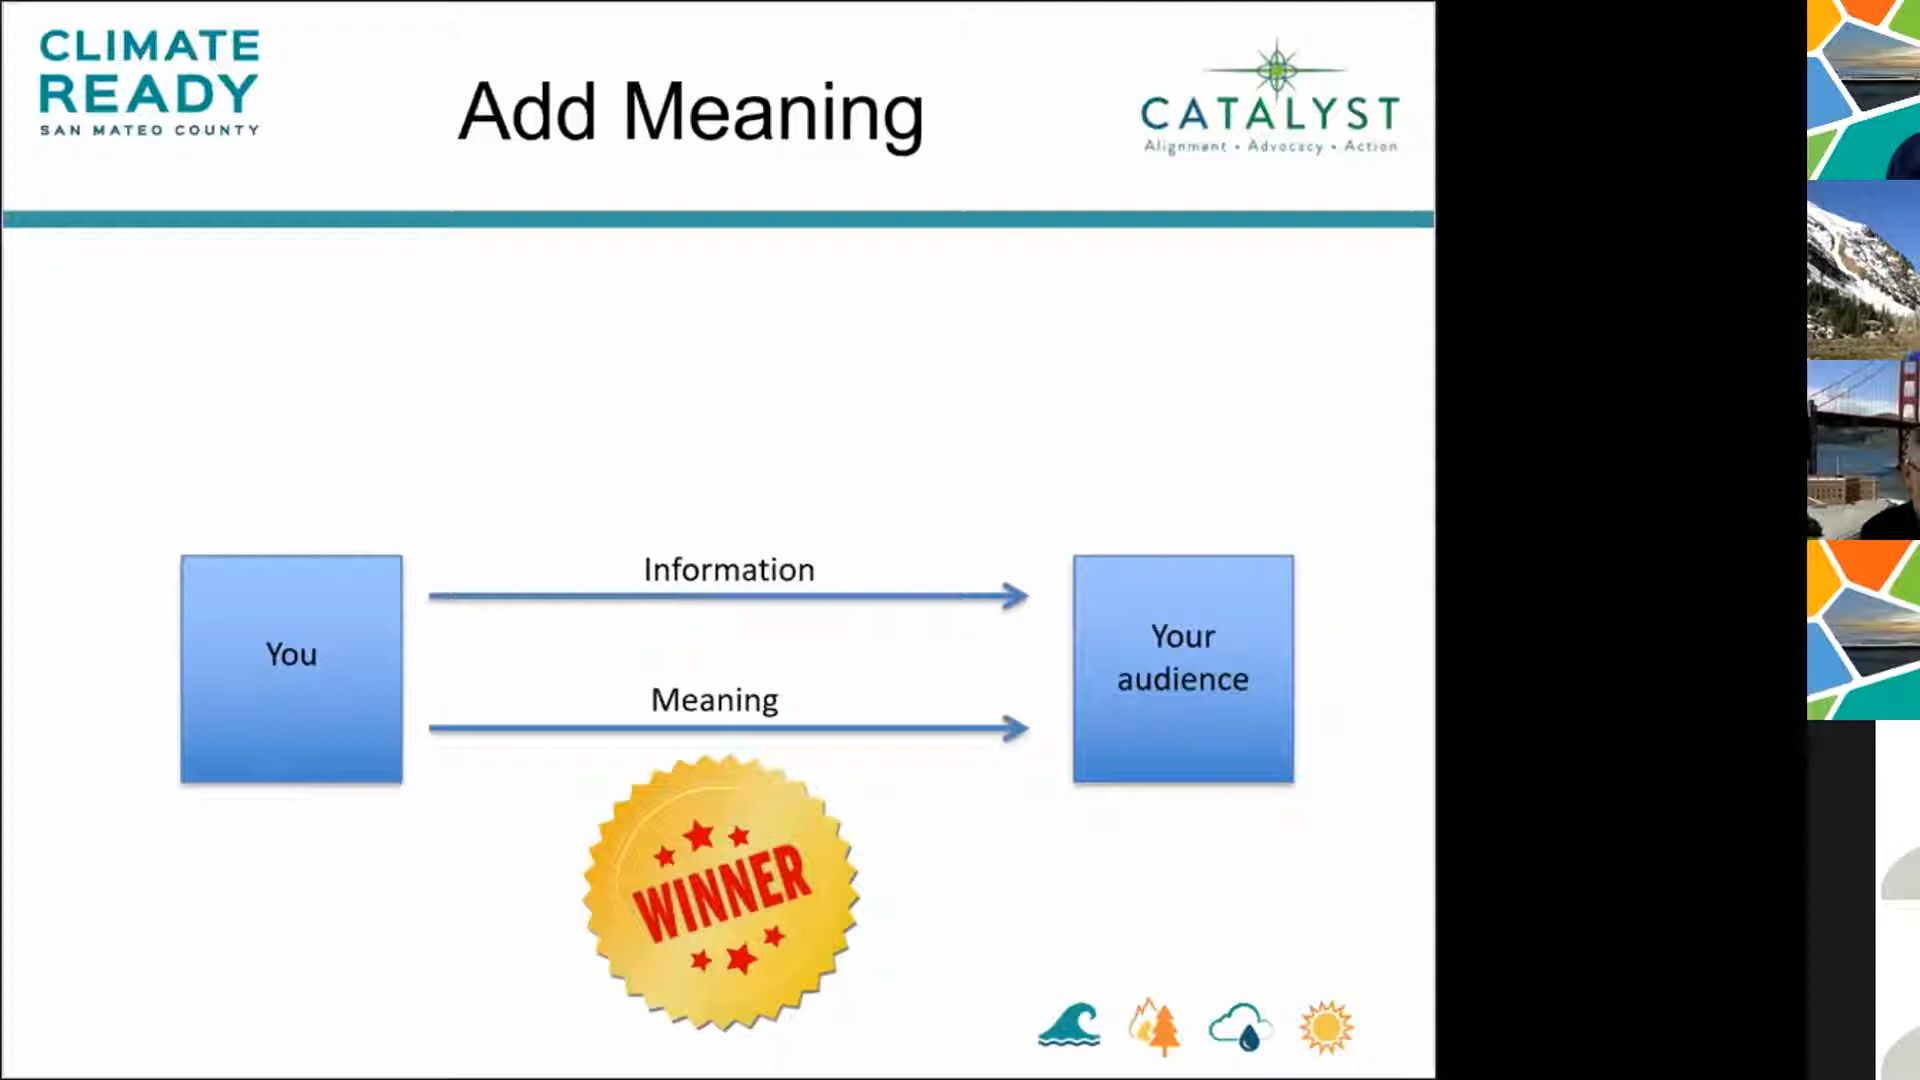 CLIMATE
READY
SAN MATEO COUNTY
Add Meaning
CATALYST
Alignment • Advocacy • Action
Information
You
Your
audience
Meaning
WINNER